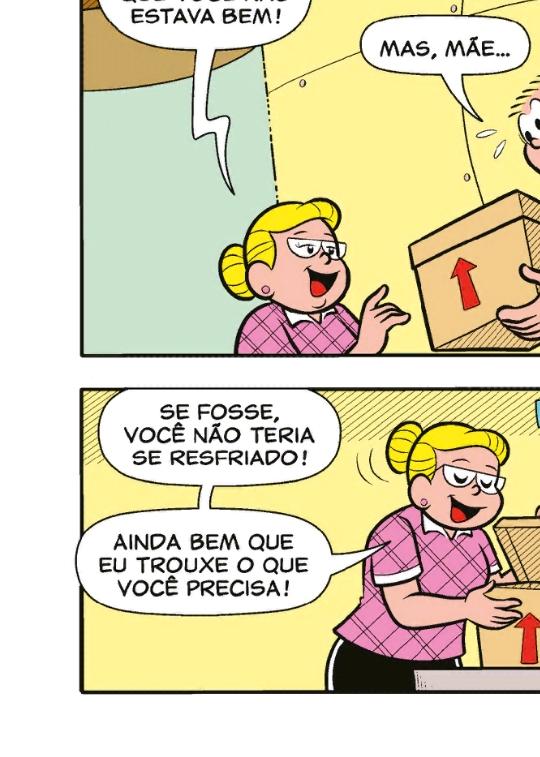 ESTAVA BEM!
MAS, MÃE...
SE FOSSE,
VOCÊ NÃO TERIA
SE RESFRIADO!
AINDA BEM QUE
EU TROUXE O QUE
VOCÊ PRECISA!